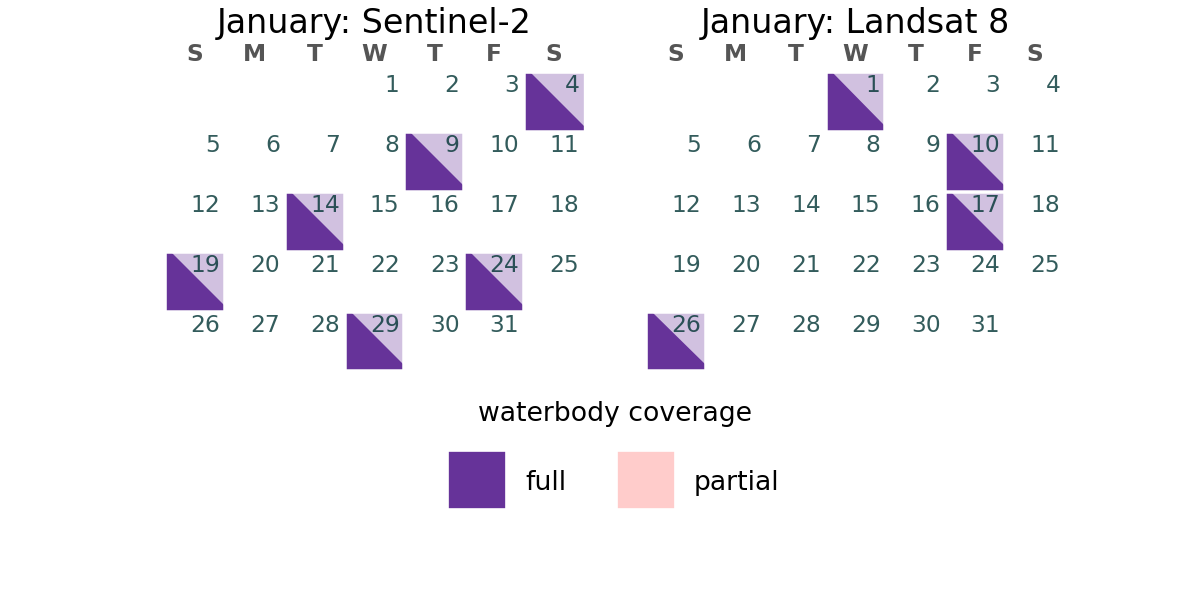 January: Sentinel-2
S M T W T F S
1 2 3 4
5 6 7 8 9 10 11
12 13 14 15 16 17 18
19 20 21 22 23 24 25
26 27 28 29 30 31
January: Landsat 8
S M T W T F S
1 2 3 4
5 6 7 8 9 10 11
12 13 14 15 16 17 18
19 20 21 22 23 24 25
26 27 28 29 30 31
waterbody coverage
full partial